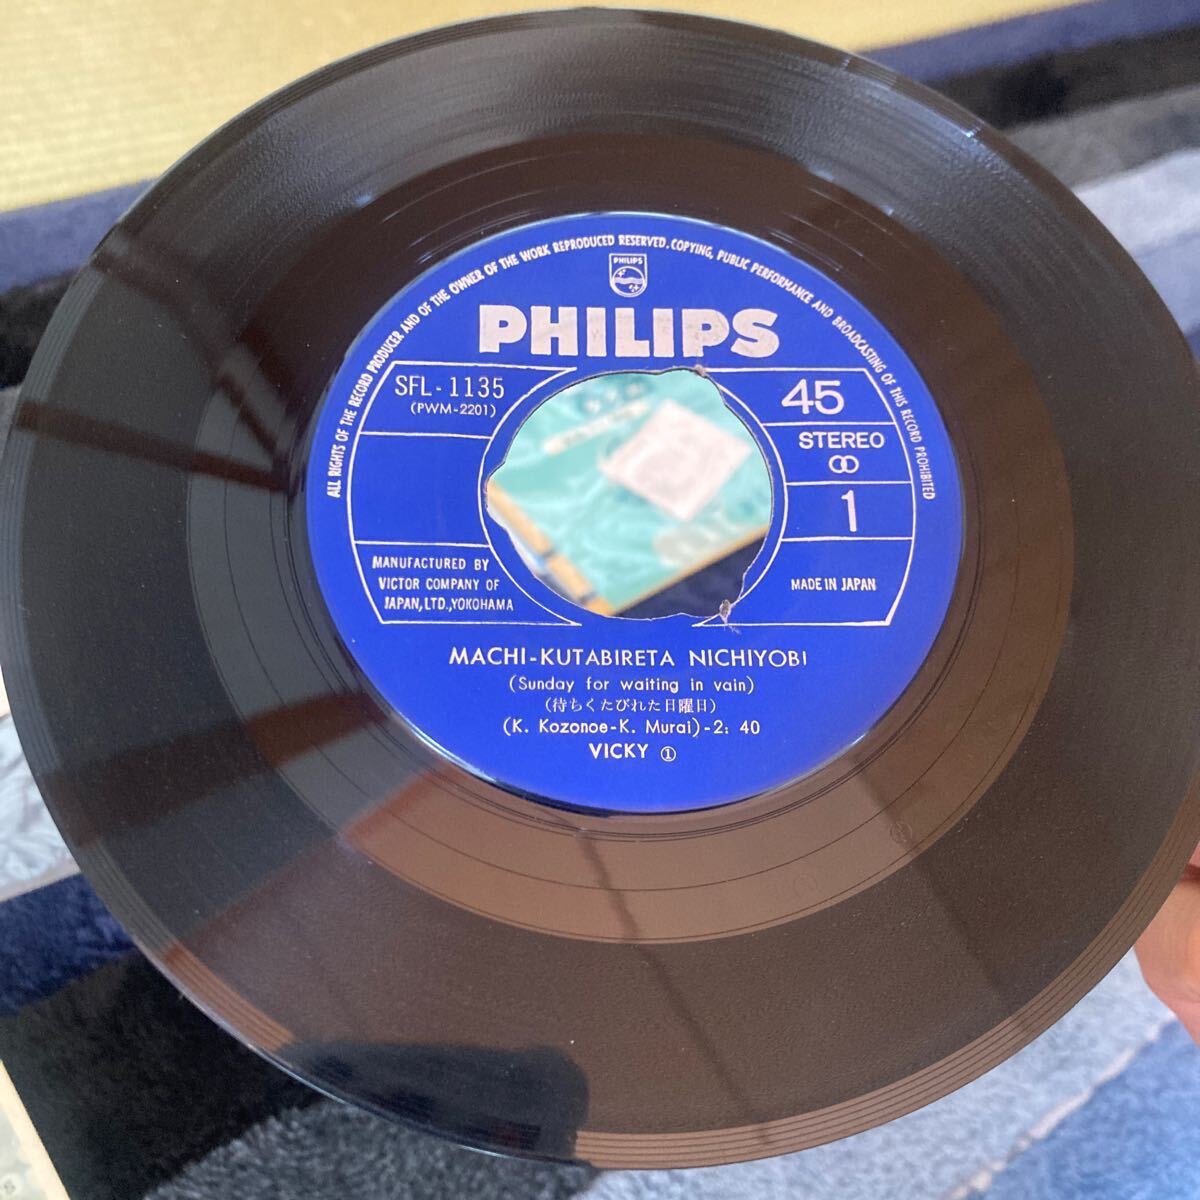 ALL RIGHTS OF THE RECORD PRODUCER AND OF THE OWNER OF THE WORK REPRODUCED RESERVED. COPYING, PUBLIC PERFORMANCE AND BROADCASTING OF THIS RECORD PROHIBITED
PHILIPS
PHILIPS
SFL-1135
(PWM-2201)
45
STEREO
1
MANUFACTURED BY
VICTOR COMPANY OF
JAPAN, LTD., YOKOHAMA
MADE IN JAPAN
MACHI-KUTABIRETA NICHIYOBI
(Sunday for waiting in vain)
(待ちくたびれた日曜日)
(K. Kozonoe-K. Murai)-2: 40
VICKY ①